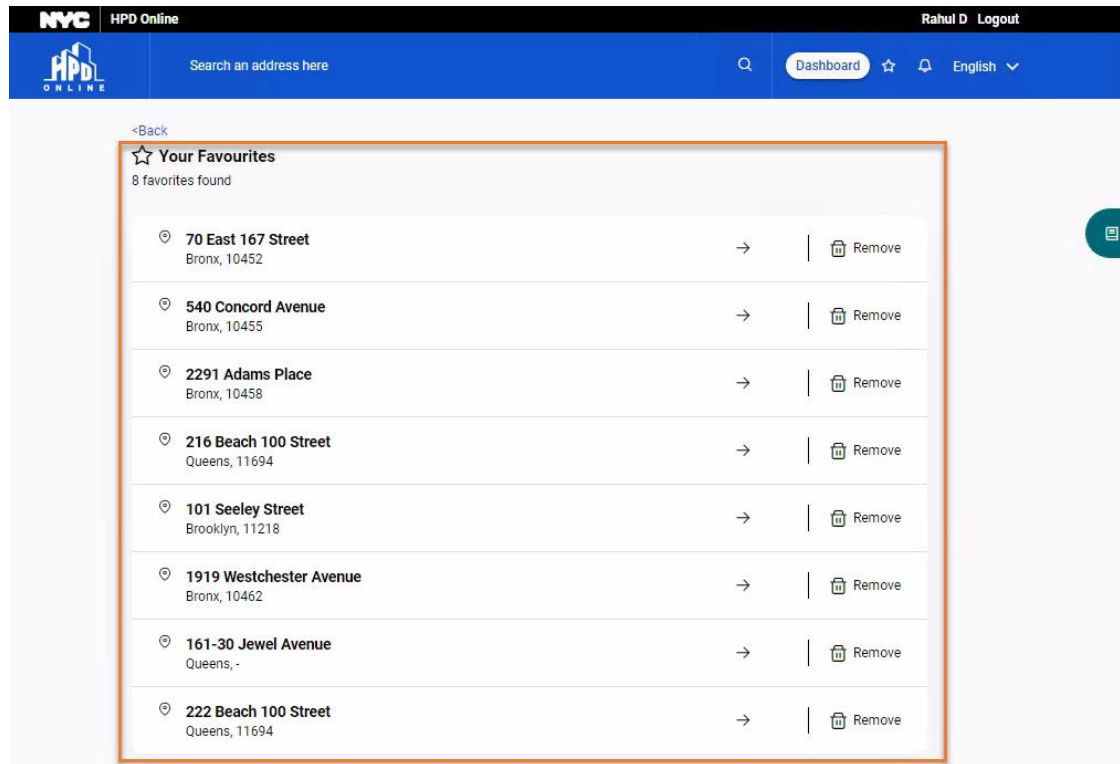 NYC HPD Online Rahul D Logout
HPD ONLINE
Search an address here Dashboard English
<Back
Your Favourites
8 favorites found
70 East 167 Street
Bronx, 10452
Remove
540 Concord Avenue
Bronx, 10455
Remove
2291 Adams Place
Bronx, 10458
Remove
216 Beach 100 Street
Queens, 11694
Remove
101 Seeley Street
Brooklyn, 11218
Remove
1919 Westchester Avenue
Bronx, 10462
Remove
161-30 Jewel Avenue
Queens, -
Remove
222 Beach 100 Street
Queens, 11694
Remove